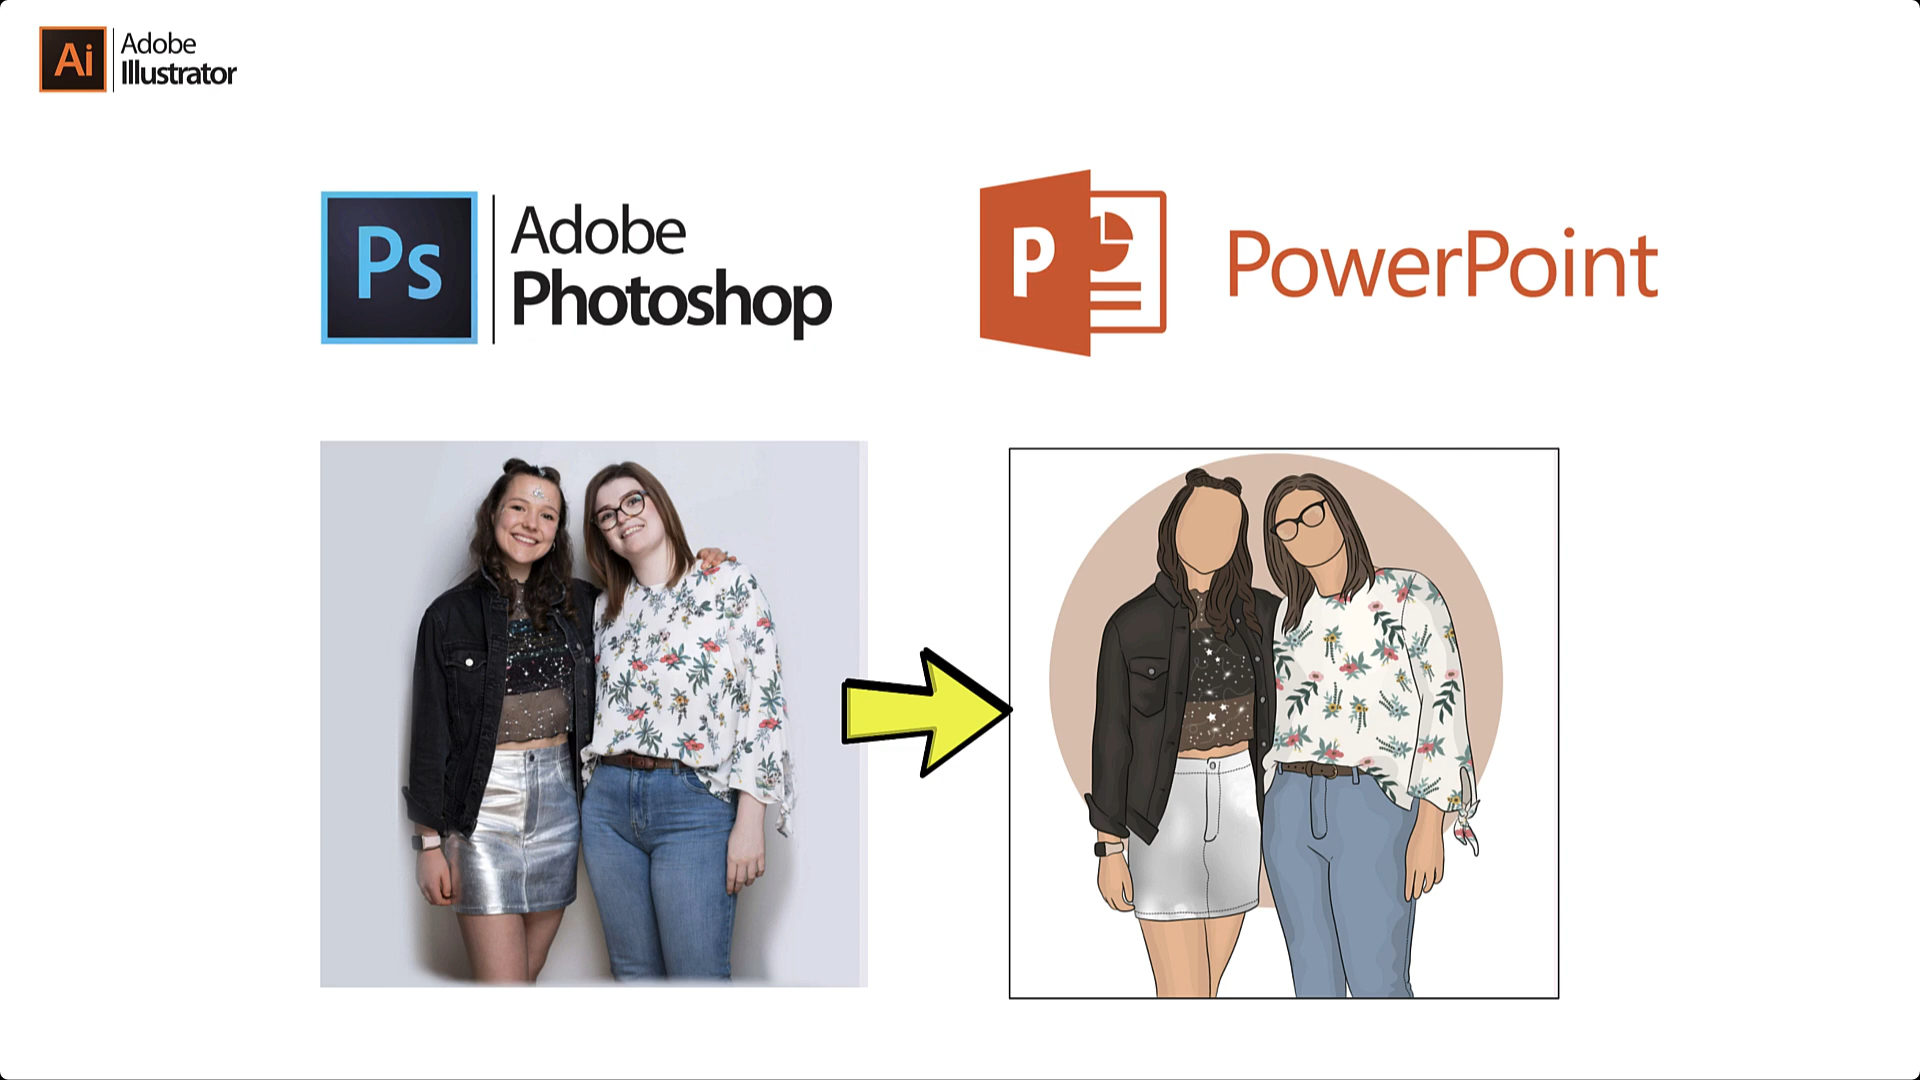 Ai
Adobe
Illustrator
Ps
Adobe
Photoshop
P
PowerPoint